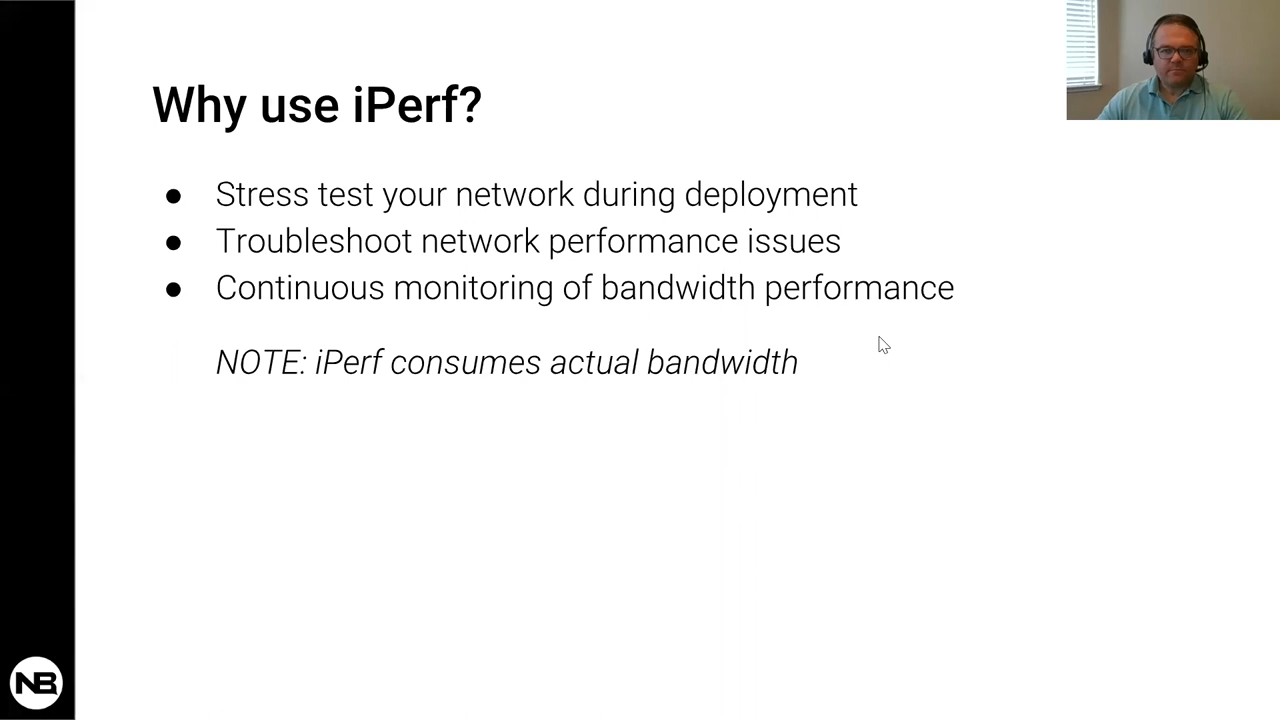 Why use iPerf?
● Stress test your network during deployment
● Troubleshoot network performance issues
● Continuous monitoring of bandwidth performance
NOTE: iPerf consumes actual bandwidth
NB